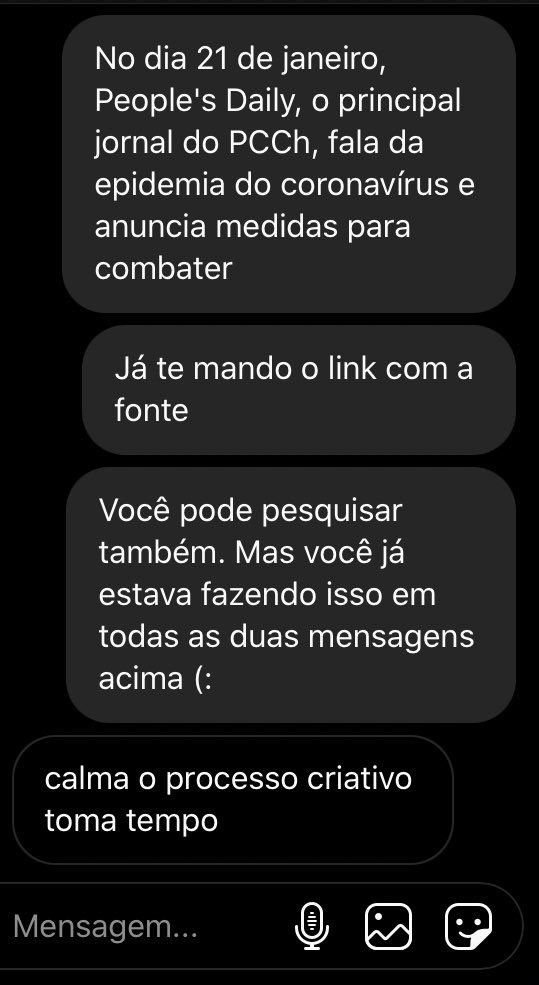 No dia 21 de janeiro,
People's Daily, o principal
jornal do PCCh, fala da
epidemia do coronavírus e
anuncia medidas para
combater
Já te mando o link com a
fonte
Você pode pesquisar
também. Mas você já
estava fazendo isso em
todas as duas mensagens
acima (:
calma o processo criativo
toma tempo
Mensagem...